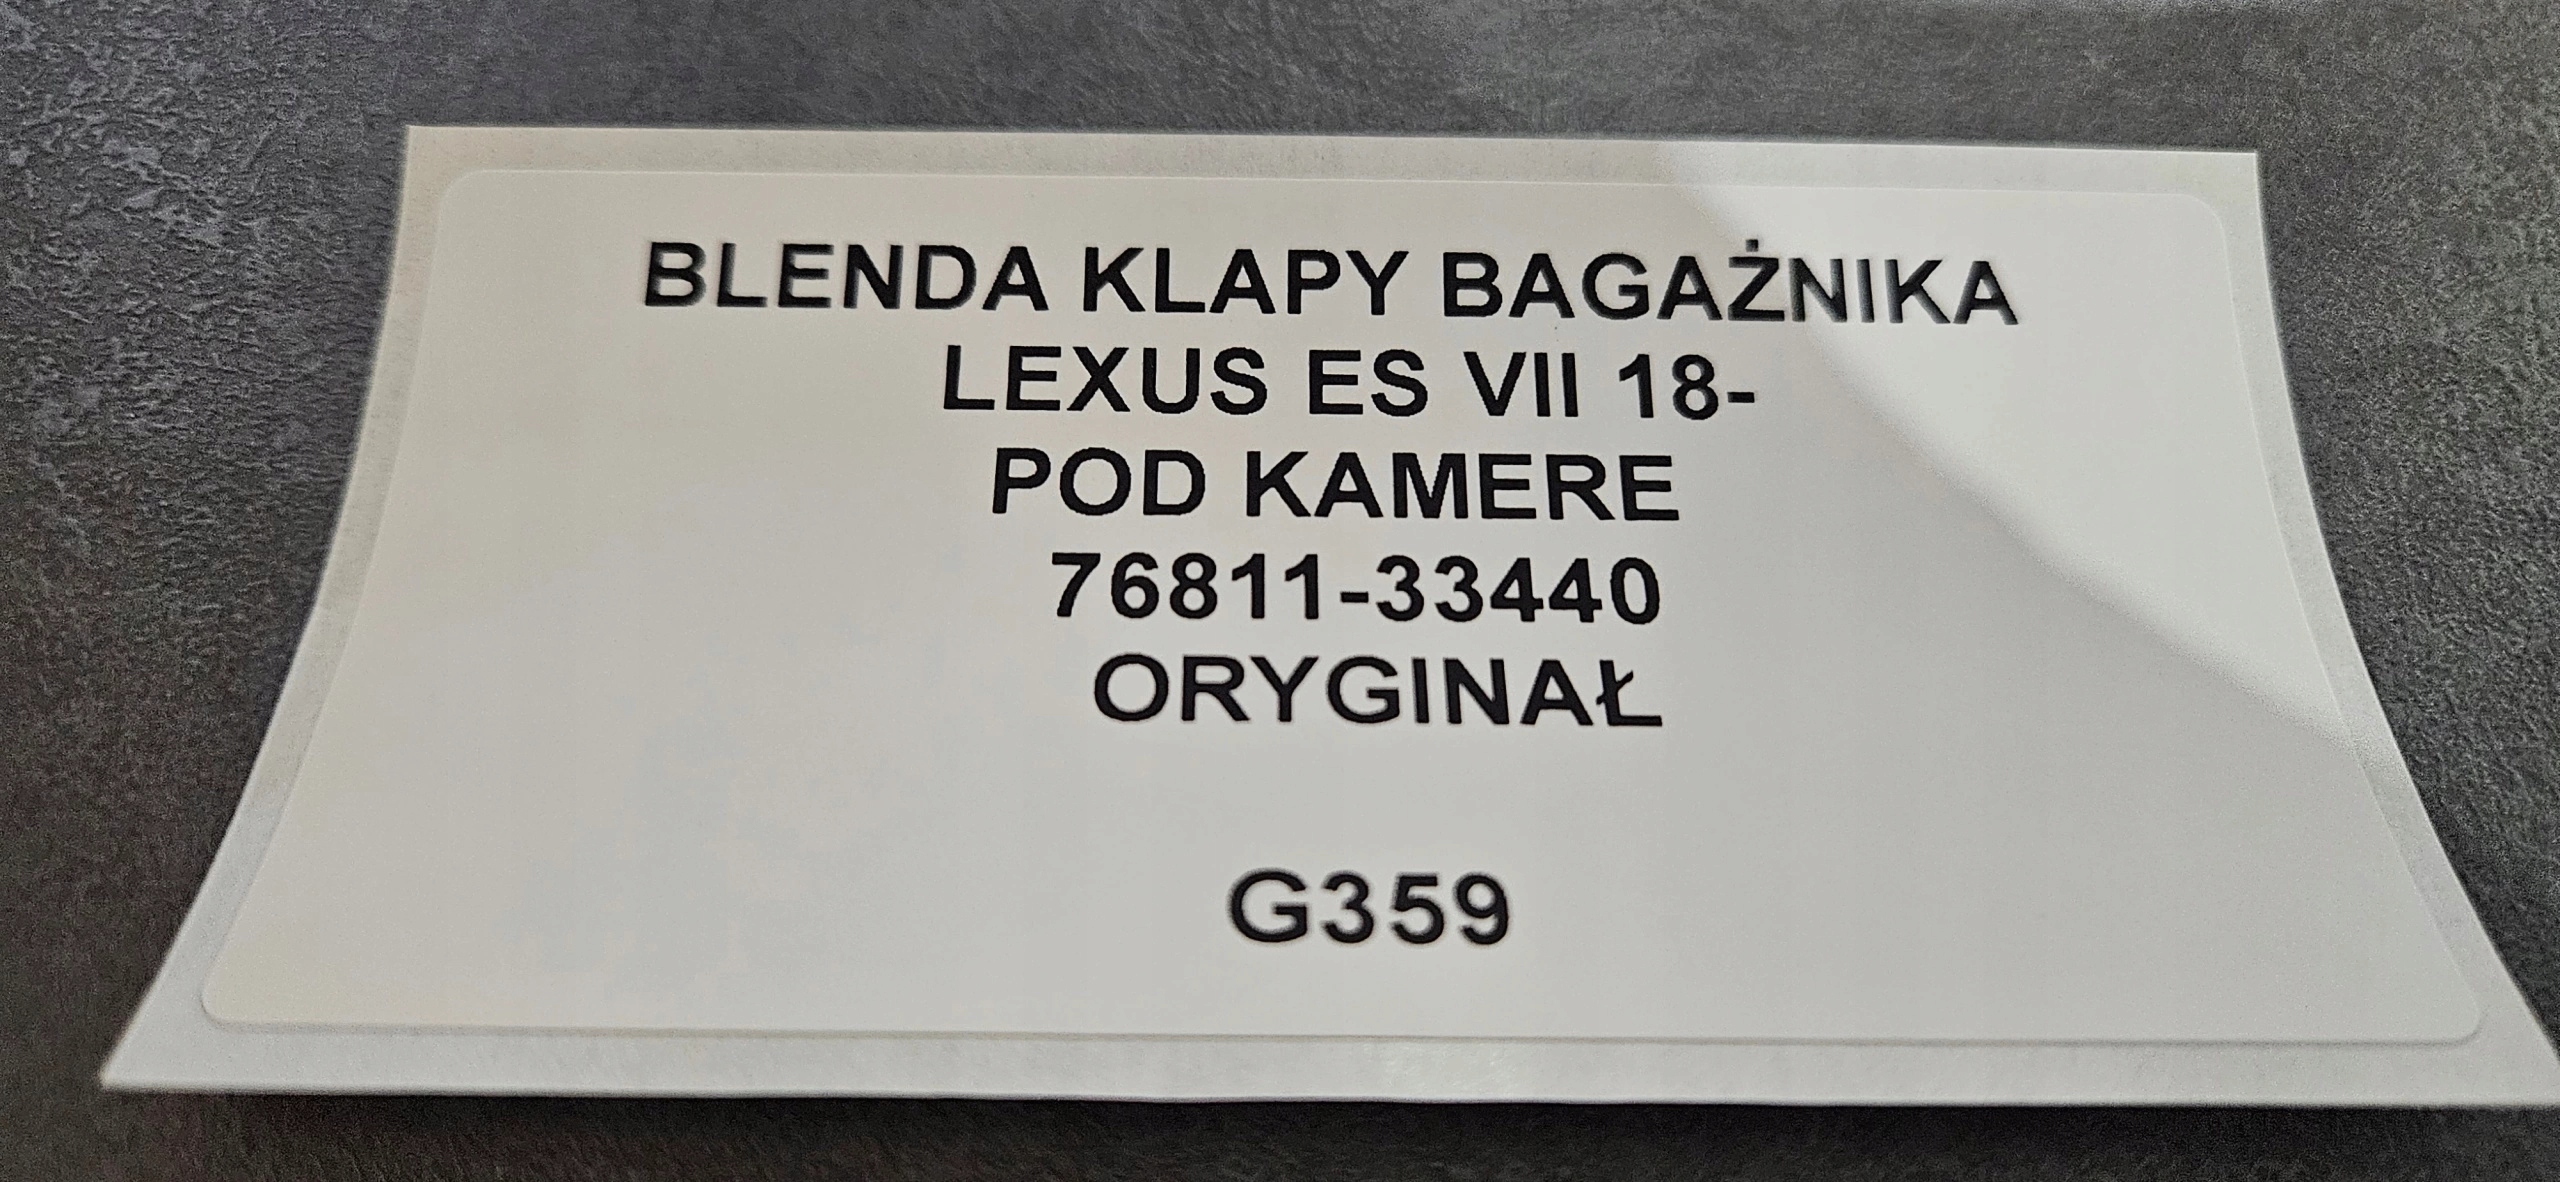 BLENDA KLAPY BAGAŻNIKA
LEXUS ES VII 18-
POD KAMERE
76811-33440
ORYGINAŁ
G359